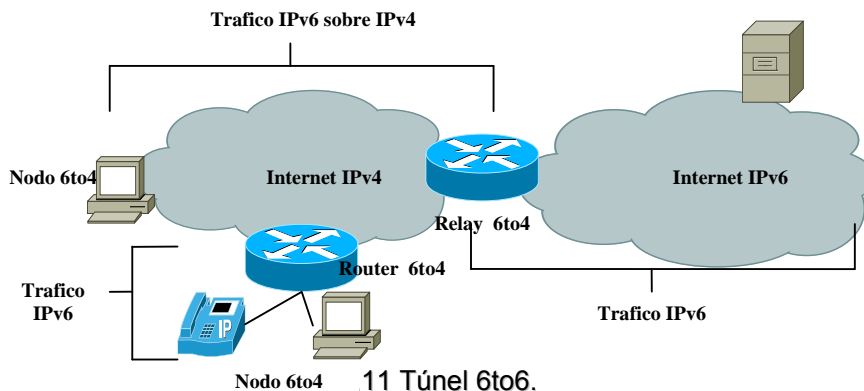 Trafico IPv6 sobre IPv4
Nodo 6to4
Internet IPv4
Internet IPv6
Relay 6to4
Router 6to4
Trafico
IPv6
IP
Trafico IPv6
Nodo 6to4
.11 Túnel 6to6.